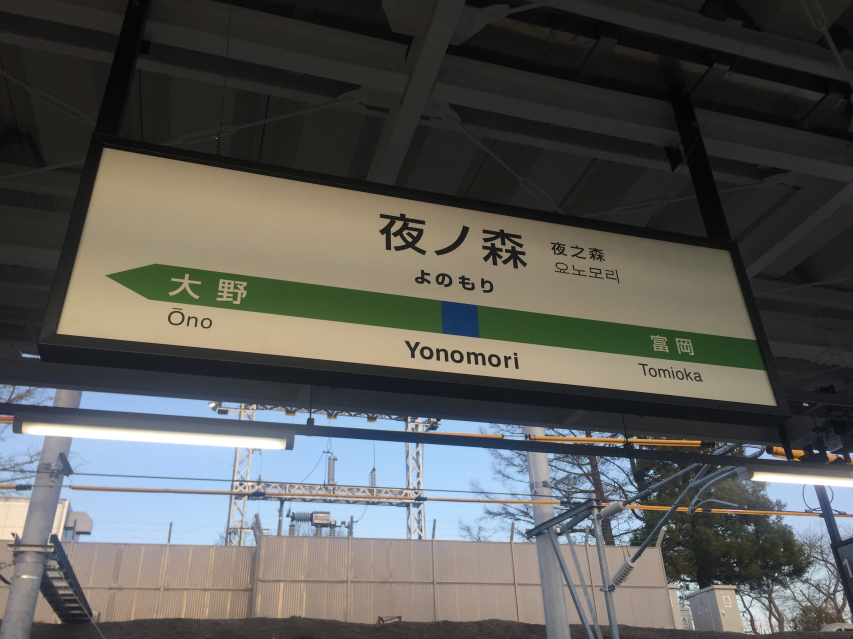 夜ノ森
夜之森
오노모리
よのもり
大野
富岡
Ōno
Yonomori
Tomioka